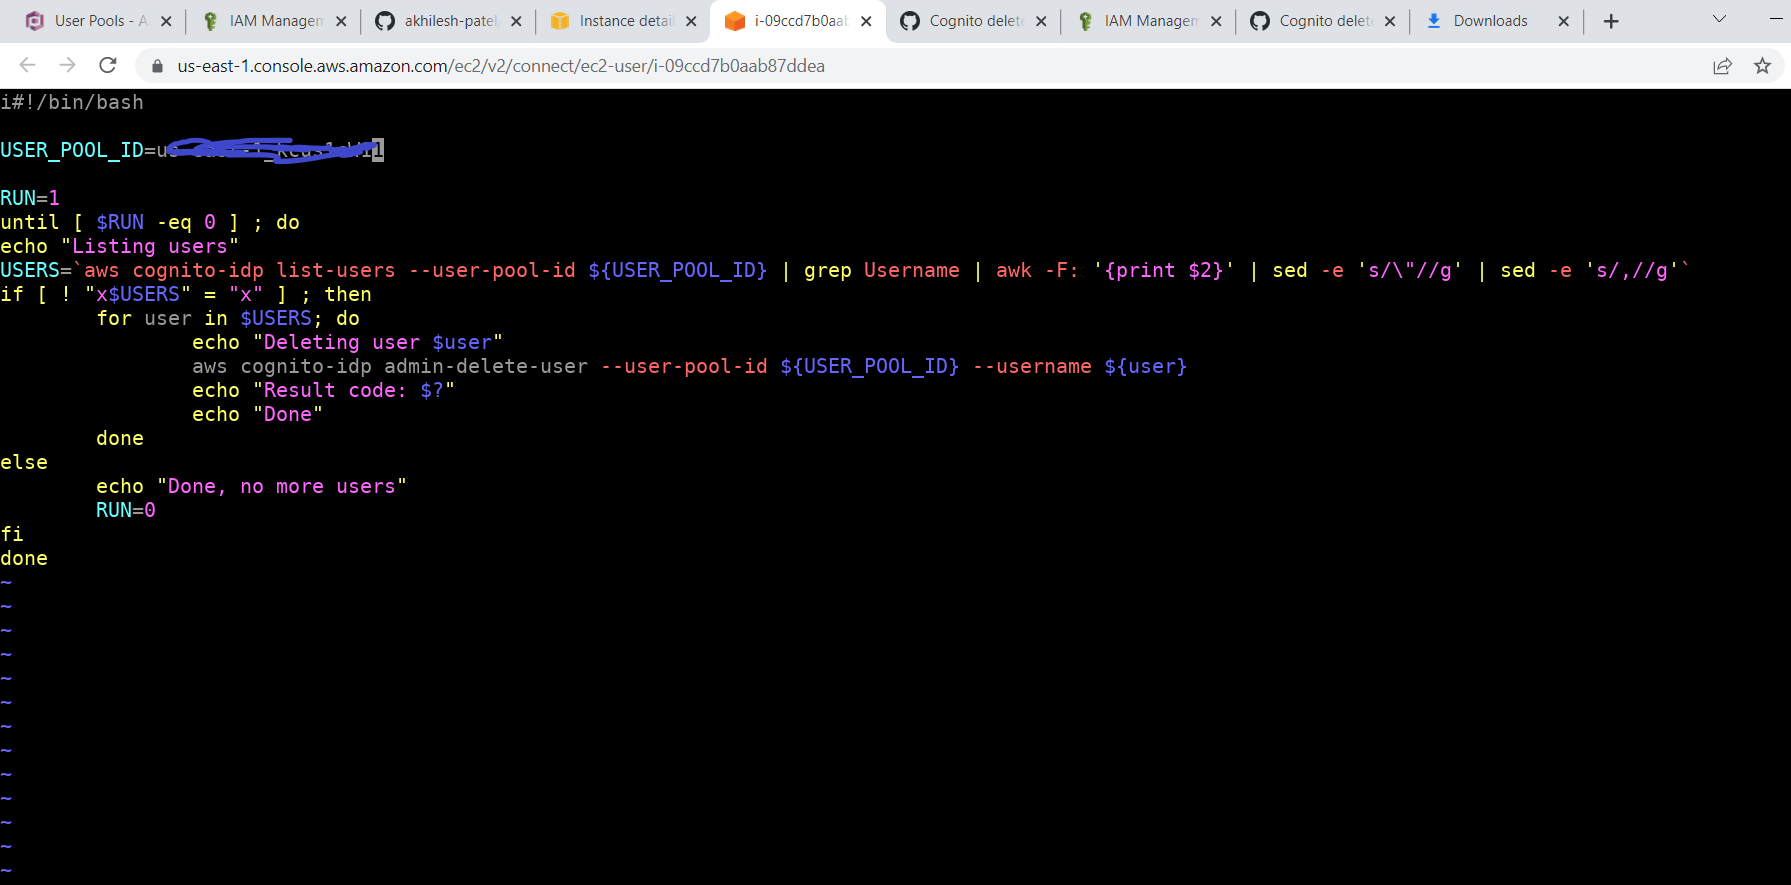 User Pools - A
IAM Managem
akhilesh-patel
Instance detail
i-09ccd7b0aab
Cognito delete
IAM Managem
Cognito delete
Downloads
us-east-1.console.aws.amazon.com/ec2/v2/connect/ec2-user/i-09ccd7b0aab87ddea
i#!/bin/bash
USER_POOL_ID=
RUN=1
until [ $RUN -eq 0 ] ; do
echo "Listing users"
USERS=`aws cognito-idp list-users --user-pool-id ${USER_POOL_ID} | grep Username | awk -F: '{print $2}' | sed -e 's/\"//g' | sed -e 's/,//g'`
if [ ! "x$USERS" = "x" ] ; then
        for user in $USERS; do
                echo "Deleting user $user"
                aws cognito-idp admin-delete-user --user-pool-id ${USER_POOL_ID} --username ${user}
                echo "Result code: $?"
                echo "Done"
        done
else
        echo "Done, no more users"
        RUN=0
fi
done
~
~
~
~
~
~
~
~
~
~
~
~
~